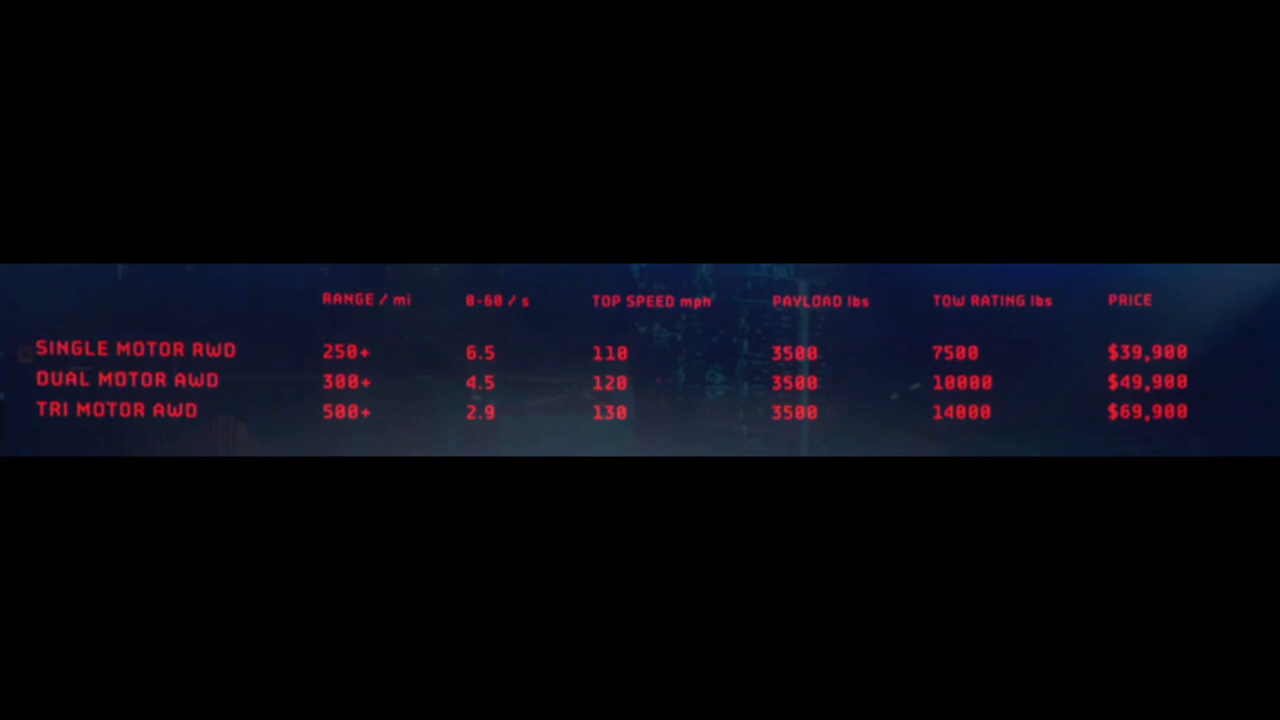 RANGE / mi 0-60 / s TOP SPEED mph PAYLOAD lbs TOW RATING lbs PRICE
SINGLE MOTOR RWD 250+ 6.5 110 3500 7500 $39,900
DUAL MOTOR AWD 300+ 4.5 120 3500 10000 $49,900
TRI MOTOR AWD 500+ 2.9 130 3500 14000 $69,900